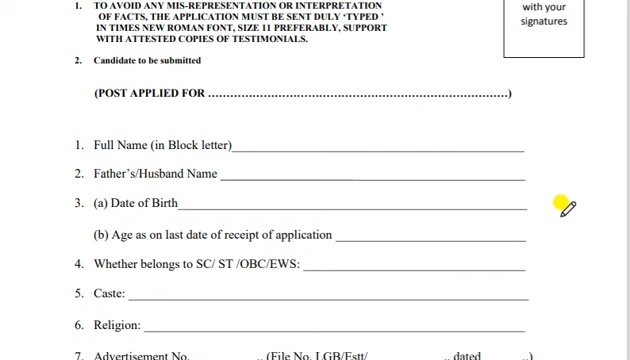 with your
signatures
1. TO AVOID ANY MIS-REPRESENTATION OR INTERPRETATION
OF FACTS, THE APPLICATION MUST BE SENT DULY ‘TYPED ’
IN TIMES NEW ROMAN FONT, SIZE 11 PREFERABLY, SUPPORT
WITH ATTESTED COPIES OF TESTIMONIALS.
2. Candidate to be submitted
(POST APPLIED FOR ……………………………………………………………………)
1. Full Name (in Block letter)
2. Father’s/Husband Name
3. (a) Date of Birth
(b) Age as on last date of receipt of application
4. Whether belongs to SC/ ST /OBC/EWS:
5. Caste:
6. Religion:
7. Advertisement No. .. (File No. LGB/Estt/ .. dated ..)